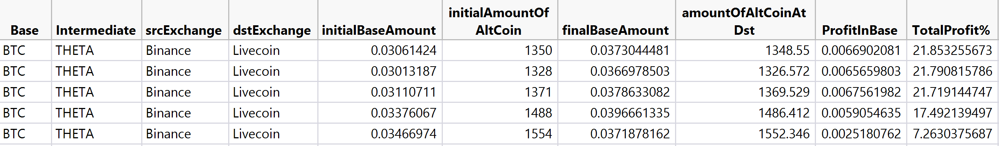 Base Intermediate srcExchange dstExchange initialBaseAmount initialAmountOf AltCoin finalBaseAmount amountOfAltCoinAt Dst ProfitInBase TotalProfit%
BTC THETA Binance Livecoin 0.03061424 1350 0.0373044481 1348.55 0.0066902081 21.853255673
BTC THETA Binance Livecoin 0.03013187 1328 0.0366978503 1326.572 0.0065659803 21.790815786
BTC THETA Binance Livecoin 0.03110711 1371 0.0378633082 1369.529 0.0067561982 21.719144747
BTC THETA Binance Livecoin 0.03376067 1488 0.0396661335 1486.412 0.0059054635 17.492139497
BTC THETA Binance Livecoin 0.03466974 1554 0.0371878162 1552.346 0.0025180762 7.2630375687